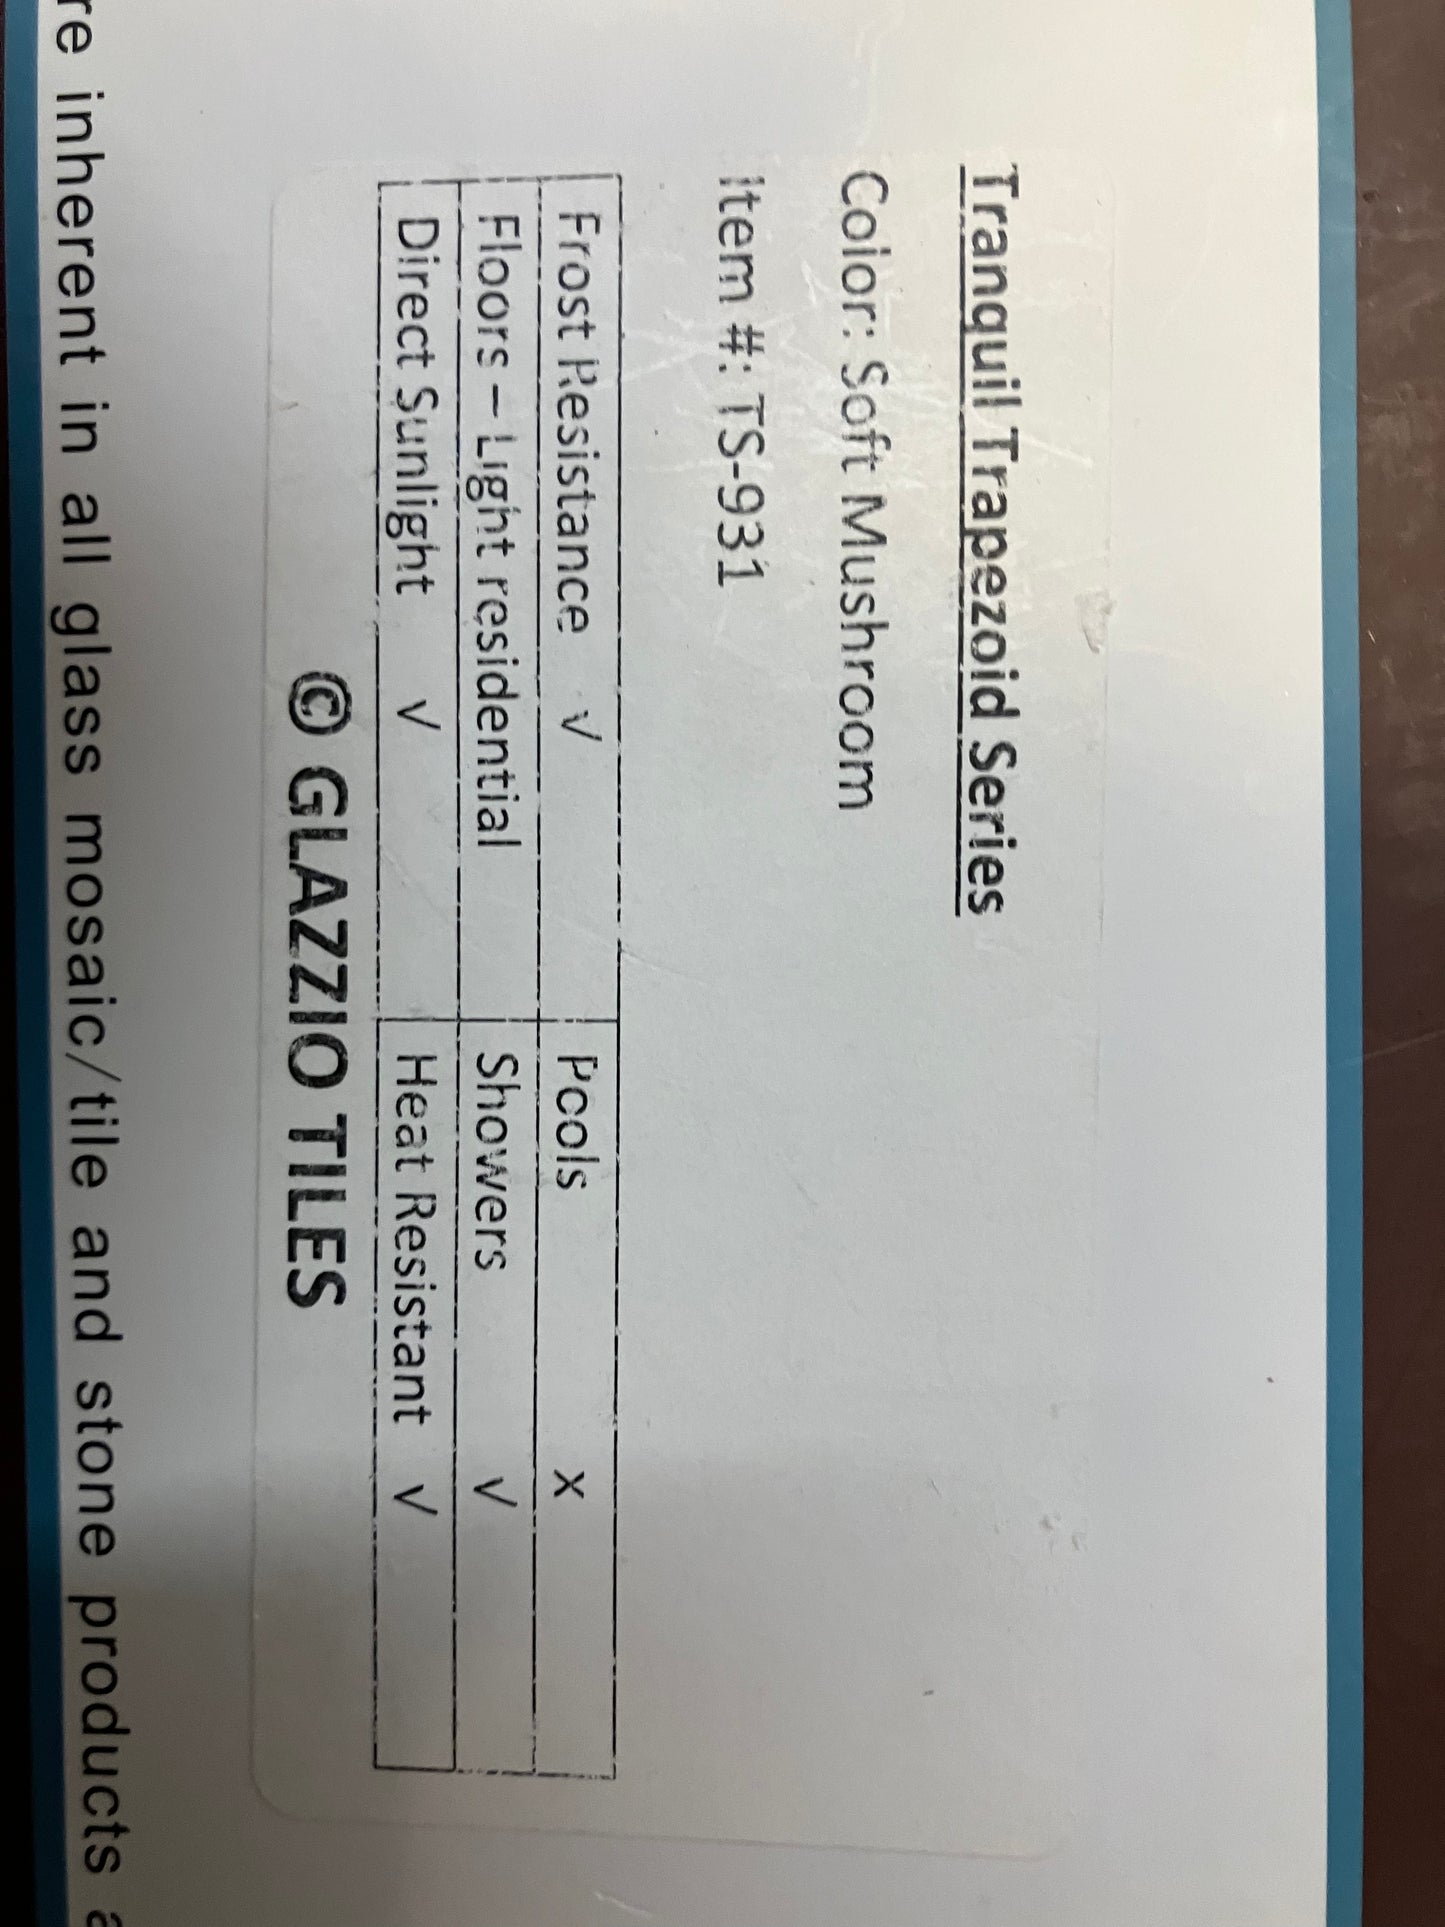 Tranquil Trapezoid Series
Color: Soft Mushroom
Item #: TS-931
Frost Resistance √ Pools x
Floors – Light residential Showers √
Direct Sunlight √ Heat Resistant √
© GLAZZIO TILES
inherent in all glass mosaic/tile and stone products